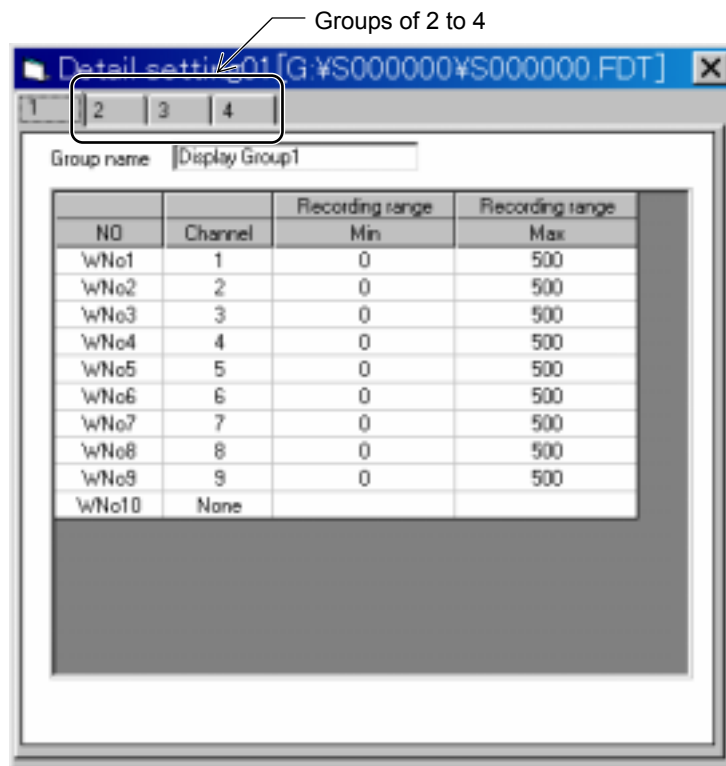 Groups of 2 to 4
Detail setting01[G:¥S000000¥S000000.FDT]
1 2 3 4
Group name Display Group1
Recording range Recording range
NO Channel Min Max
WNo1 1 0 500
WNo2 2 0 500
WNo3 3 0 500
WNo4 4 0 500
WNo5 5 0 500
WNo6 6 0 500
WNo7 7 0 500
WNo8 8 0 500
WNo9 9 0 500
WNo10 None